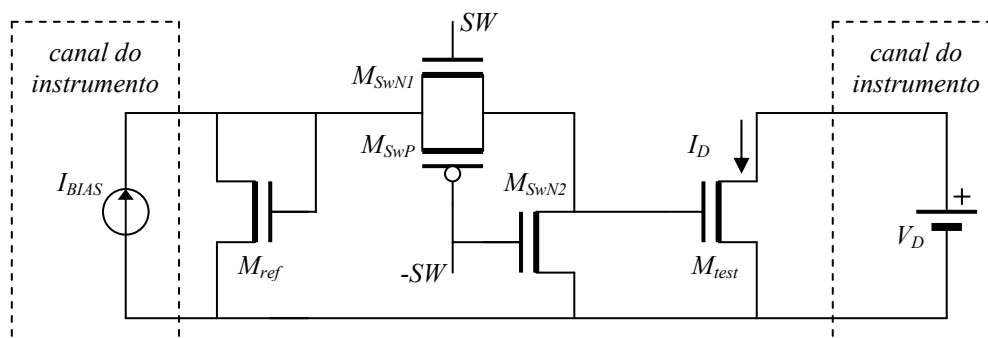 canal do
instrumento
SW
canal do
instrumento
M_SwN1
M_SwP
I_D
I_BIAS
M_SwN2
+
V_D
M_ref
-SW
M_test